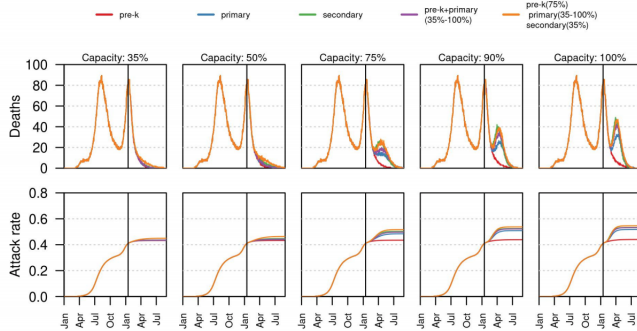 pre-k
primary
secondary
pre-k+primary
(35%-100%)
pre-k(75%)
primary(35-100%)
secondary(35%)
Capacity: 35%
Capacity: 50%
Capacity: 75%
Capacity: 90%
Capacity: 100%
Deaths
100
80
60
40
20
0
Attack rate
0.8
0.6
0.4
0.2
0.0
Jan Apr Jul Oct Jan Apr Jul
Jan Apr Jul Oct Jan Apr Jul
Jan Apr Jul Oct Jan Apr Jul
Jan Apr Jul Oct Jan Apr Jul
Jan Apr Jul Oct Jan Apr Jul